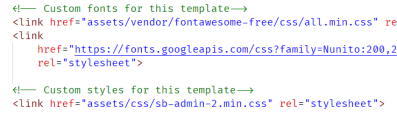 <!-- Custom fonts for this template-->
<link href="assets/vendor/fontawesome-free/css/all.min.css" re
<link
href="https://fonts.googleapis.com/css?family=Nunito:200,2
rel="stylesheet">
<!-- Custom styles for this template-->
<link href="assets/css/sb-admin-2.min.css" rel="stylesheet">